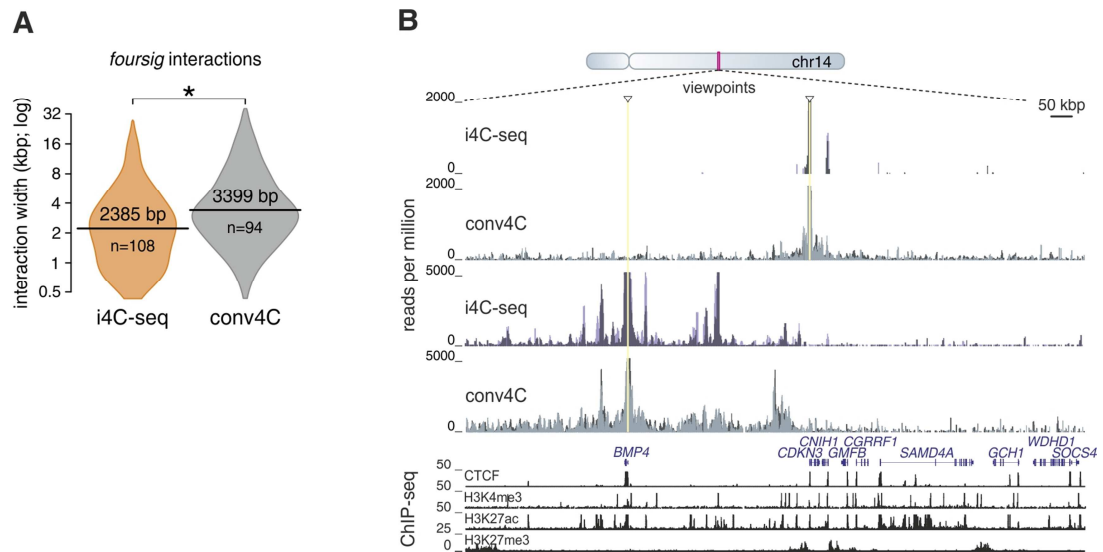 A
foursig interactions
*
interaction width (kbp; log)
32
16
8
4
2
1
0.5
2385 bp
n=108
3399 bp
n=94
i4C-seq
conv4C
B
chr14
viewpoints
50 kbp
reads per million
2000
i4C-seq
0
2000
conv4C
0
5000
i4C-seq
0
5000
conv4C
0
BMP4
CNIH1 CGRRF1
WDHD1
CDKN3 GMFB
SAMD4A
GCH1
SOCS4
ChIP-seq
50
CTCF
50
H3K4me3
50
H3K27ac
25
H3K27me3
0